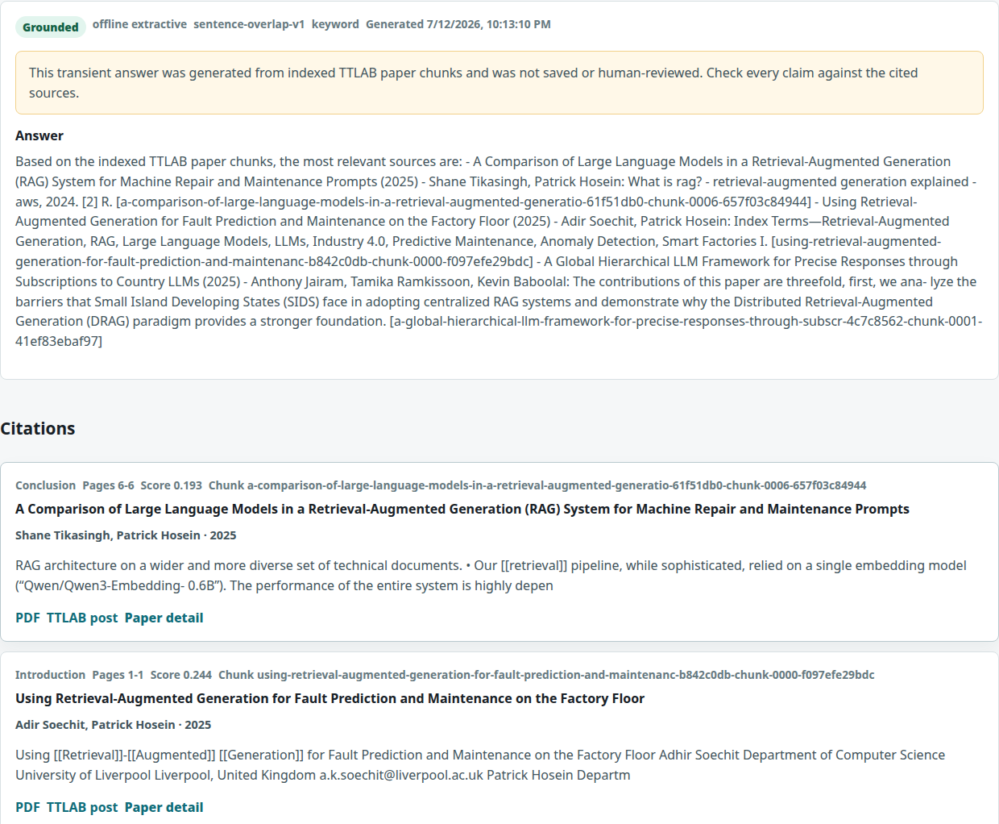 Grounded offline extractive sentence-overlap-v1 keyword Generated 7/12/2026, 10:13:10 PM
This transient answer was generated from indexed TTLAB paper chunks and was not saved or human-reviewed. Check every claim against the cited
sources.
Answer
Based on the indexed TTLAB paper chunks, the most relevant sources are: - A Comparison of Large Language Models in a Retrieval-Augmented Generation
(RAG) System for Machine Repair and Maintenance Prompts (2025) - Shane Tikasingh, Patrick Hosein: What is rag? - retrieval-augmented generation explained -
aws, 2024. [2] R. [a-comparison-of-large-language-models-in-a-retrieval-augmented-generatio-61f51db0-chunk-0006-657f03c84944] - Using Retrieval-
Augmented Generation for Fault Prediction and Maintenance on the Factory Floor (2025) - Adir Soechit, Patrick Hosein: Index Terms—Retrieval-Augmented
Generation, RAG, Large Language Models, LLMs, Industry 4.0, Predictive Maintenance, Anomaly Detection, Smart Factories I. [using-retrieval-augmented-
generation-for-fault-prediction-and-maintenanc-b842c0db-chunk-0000-f097efe29bdc] - A Global Hierarchical LLM Framework for Precise Responses through
Subscriptions to Country LLMs (2025) - Anthony Jairam, Tamika Ramkissoon, Kevin Baboolal: The contributions of this paper are threefold, first, we ana- lyze the
barriers that Small Island Developing States (SIDS) face in adopting centralized RAG systems and demonstrate why the Distributed Retrieval-Augmented
Generation (DRAG) paradigm provides a stronger foundation. [a-global-hierarchical-llm-framework-for-precise-responses-through-subscr-4c7c8562-chunk-0001-
41ef83ebaf97]
Citations
Conclusion Pages 6-6 Score 0.193 Chunk a-comparison-of-large-language-models-in-a-retrieval-augmented-generatio-61f51db0-chunk-0006-657f03c84944
A Comparison of Large Language Models in a Retrieval-Augmented Generation (RAG) System for Machine Repair and Maintenance Prompts
Shane Tikasingh, Patrick Hosein · 2025
RAG architecture on a wider and more diverse set of technical documents. • Our [[retrieval]] pipeline, while sophisticated, relied on a single embedding model
(“Qwen/Qwen3-Embedding- 0.6B”). The performance of the entire system is highly depen
PDF TTLAB post Paper detail
Introduction Pages 1-1 Score 0.244 Chunk using-retrieval-augmented-generation-for-fault-prediction-and-maintenanc-b842c0db-chunk-0000-f097efe29bdc
Using Retrieval-Augmented Generation for Fault Prediction and Maintenance on the Factory Floor
Adir Soechit, Patrick Hosein · 2025
Using [[Retrieval]]-[[Augmented]] [[Generation]] for Fault Prediction and Maintenance on the Factory Floor Adhir Soechit Department of Computer Science
University of Liverpool Liverpool, United Kingdom a.k.soechit@liverpool.ac.uk Patrick Hosein Departm
PDF TTLAB post Paper detail